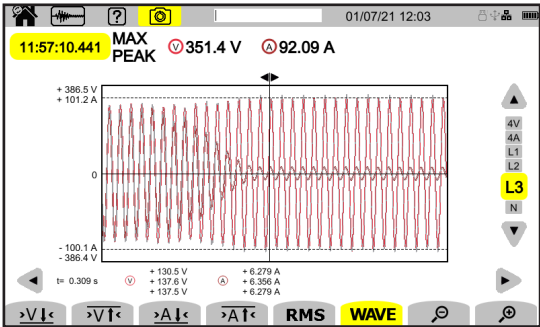 ? 01/07/21 12:03
11:57:10.441 MAX PEAK V 351.4 V A 92.09 A
+ 386.5 V
+ 101.2 A
0
- 100.1 A
- 386.4 V
4V
4A
L1
L2
L3
N
t= 0.309 s V + 130.5 V A + 6.279 A
+ 137.6 V + 6.356 A
+ 137.5 V + 6.279 A
>V↓< >V↑< >A↓< >A↑< RMS WAVE